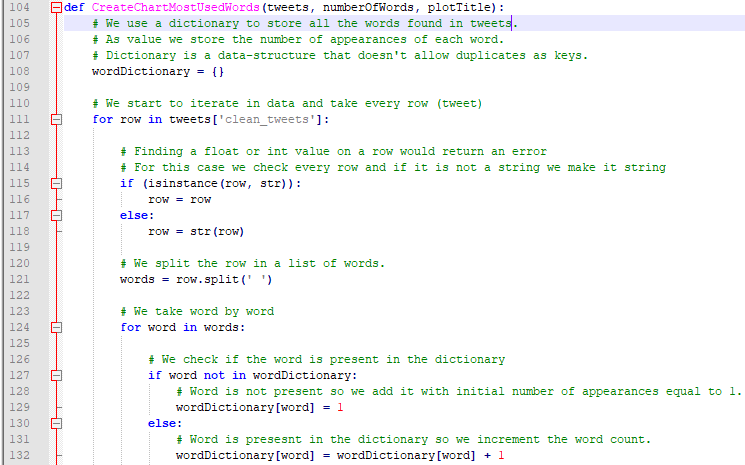 104 def CreateChartMostUsedWords(tweets, numberOfWords, plotTitle):
105 # We use a dictionary to store all the words found in tweets.
106 # As value we store the number of appearances of each word.
107 # Dictionary is a data-structure that doesn't allow duplicates as keys.
108 wordDictionary = {}
109
110 # We start to iterate in data and take every row (tweet)
111 for row in tweets['clean_tweets']:
112
113 # Finding a float or int value on a row would return an error
114 # For this case we check every row and if it is not a string we make it string
115 if (isinstance(row, str)):
116 row = row
117 else:
118 row = str(row)
119
120 # We split the row in a list of words.
121 words = row.split(' ')
122
123 # We take word by word
124 for word in words:
125
126 # We check if the word is present in the dictionary
127 if word not in wordDictionary:
128 # Word is not present so we add it with initial number of appearances equal to 1.
129 wordDictionary[word] = 1
130 else:
131 # Word is presesnt in the dictionary so we increment the word count.
132 wordDictionary[word] = wordDictionary[word] + 1